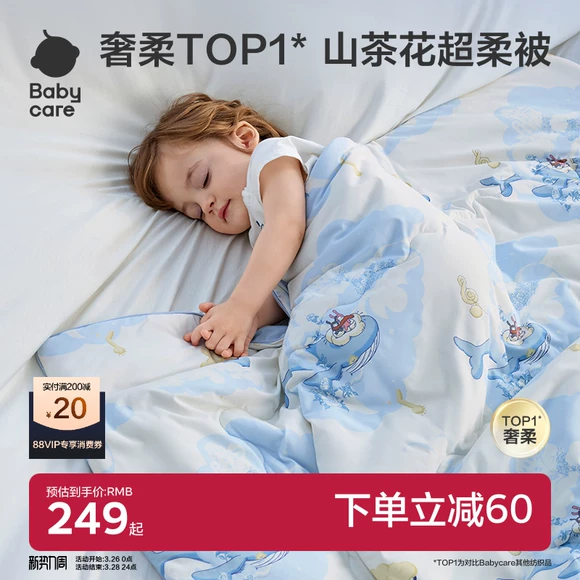 Baby
care
奢柔TOP1* 山茶花超柔被
实付满200减
¥20
88VIP专享消费券
TOP1*
奢柔
预估到手价:RMB
249起
下单立减60
新势力周
活动开始:3.26 0点
活动结束:3.28 24点
*TOP1为对比Babycare其他纺织品